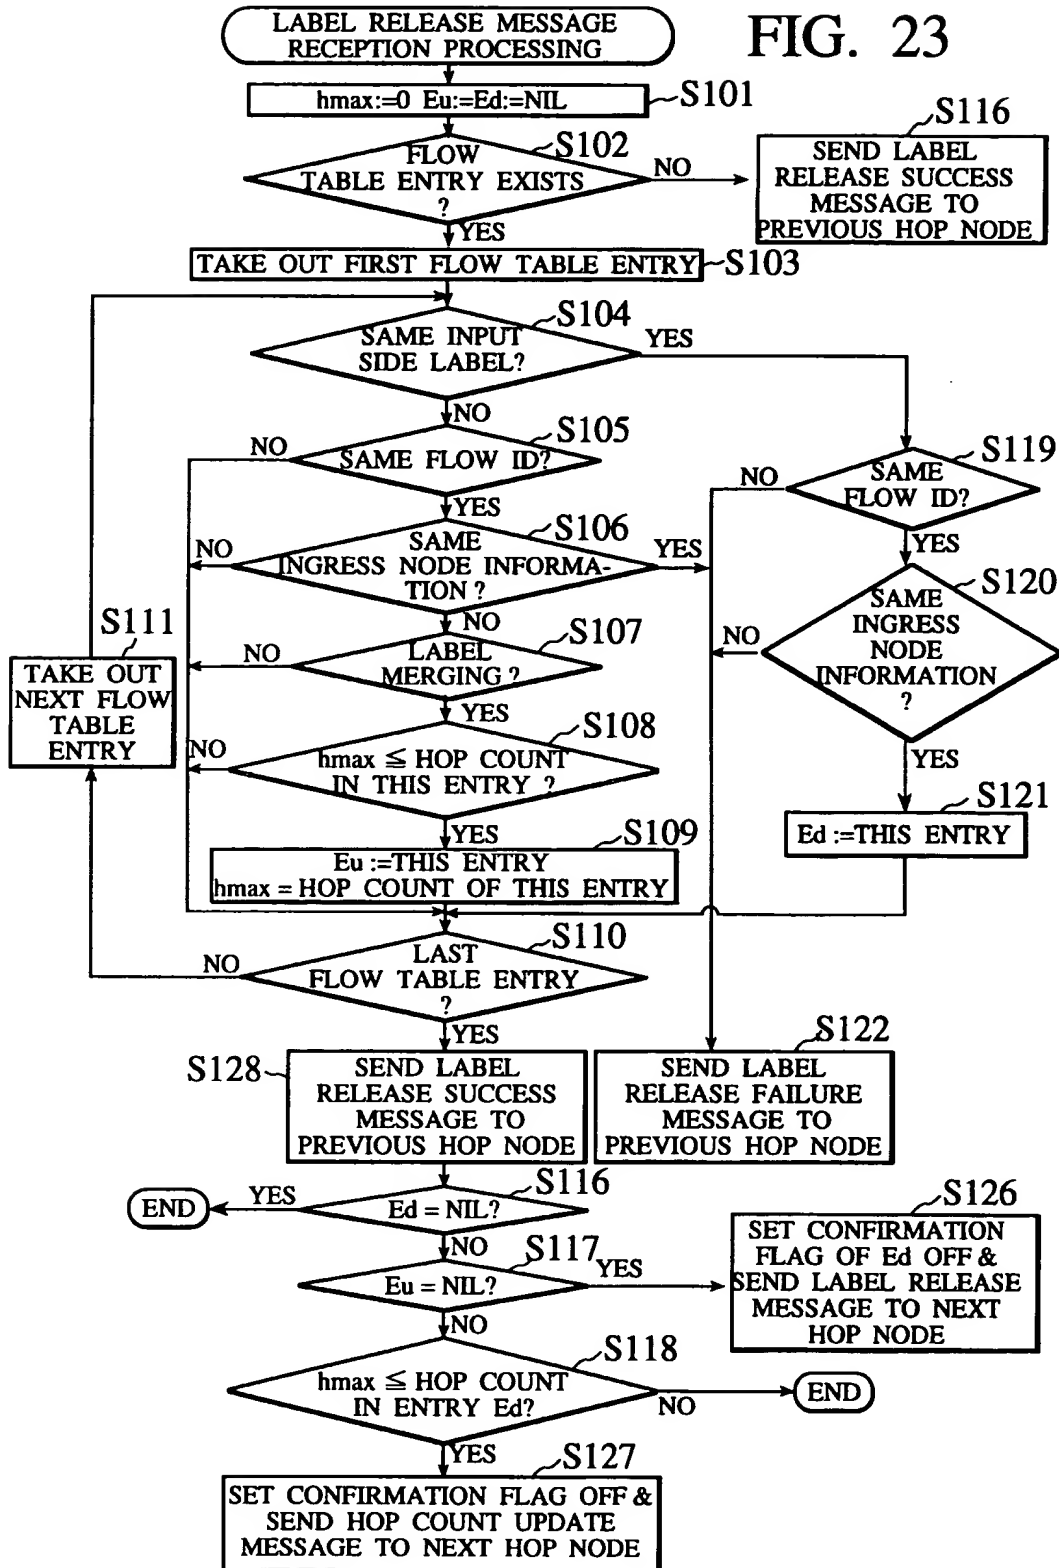 LABEL RELEASE MESSAGE
RECEPTION PROCESSING
FIG. 23
hmax:=0 Eu:=Ed:=NIL
S101
FLOW
TABLE ENTRY EXISTS
?
S102
NO
YES
S116
SEND LABEL
RELEASE SUCCESS
MESSAGE TO
PREVIOUS HOP NODE
TAKE OUT FIRST FLOW TABLE ENTRY
S103
SAME INPUT
SIDE LABEL?
S104
YES
NO
SAME FLOW ID?
S105
NO
YES
SAME
FLOW ID?
S119
NO
YES
SAME
INGRESS NODE INFORMA-
TION ?
S106
NO
YES
NO
SAME
INGRESS
NODE
INFORMATION
?
S120
NO
YES
S111
TAKE OUT
NEXT FLOW
TABLE
ENTRY
LABEL
MERGING ?
S107
NO
YES
hmax ≦ HOP COUNT
IN THIS ENTRY ?
S108
NO
YES
Ed :=THIS ENTRY
S121
Eu :=THIS ENTRY
hmax = HOP COUNT OF THIS ENTRY
S109
LAST
FLOW TABLE ENTRY
?
S110
NO
YES
S128
SEND LABEL
RELEASE SUCCESS
MESSAGE TO
PREVIOUS HOP NODE
S122
SEND LABEL
RELEASE FAILURE
MESSAGE TO
PREVIOUS HOP NODE
Ed = NIL?
S116
YES
END
NO
Eu = NIL?
S117
YES
NO
S126
SET CONFIRMATION
FLAG OF Ed OFF &
SEND LABEL RELEASE
MESSAGE TO NEXT
HOP NODE
hmax ≦ HOP COUNT
IN ENTRY Ed?
S118
NO
END
YES
S127
SET CONFIRMATION FLAG OFF &
SEND HOP COUNT UPDATE
MESSAGE TO NEXT HOP NODE